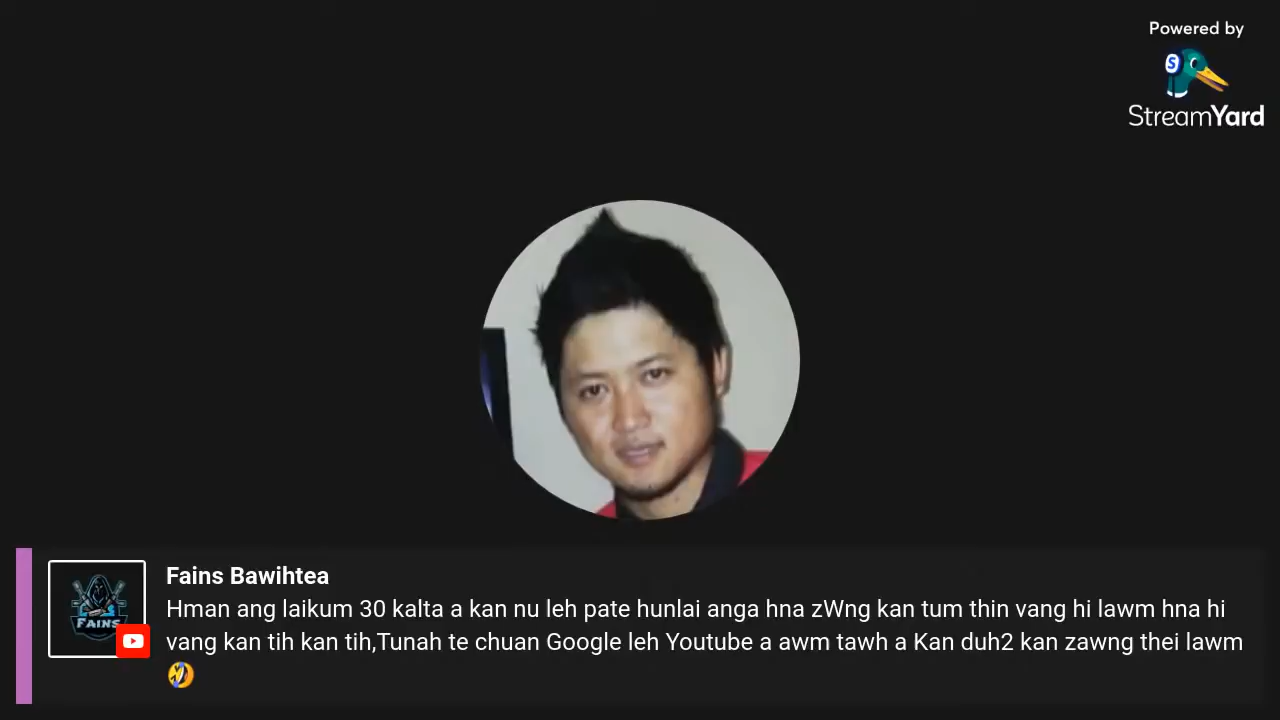 Powered by
S
StreamYard
FAINS
Fains Bawihtea
Hman ang laikum 30 kalta a kan nu leh pate hunlai anga hna zWng kan tum thin vang hi lawm hna hi
vang kan tih kan tih,Tunah te chuan Google leh Youtube a awm tawh a Kan duh2 kan zawng thei lawm
🤣